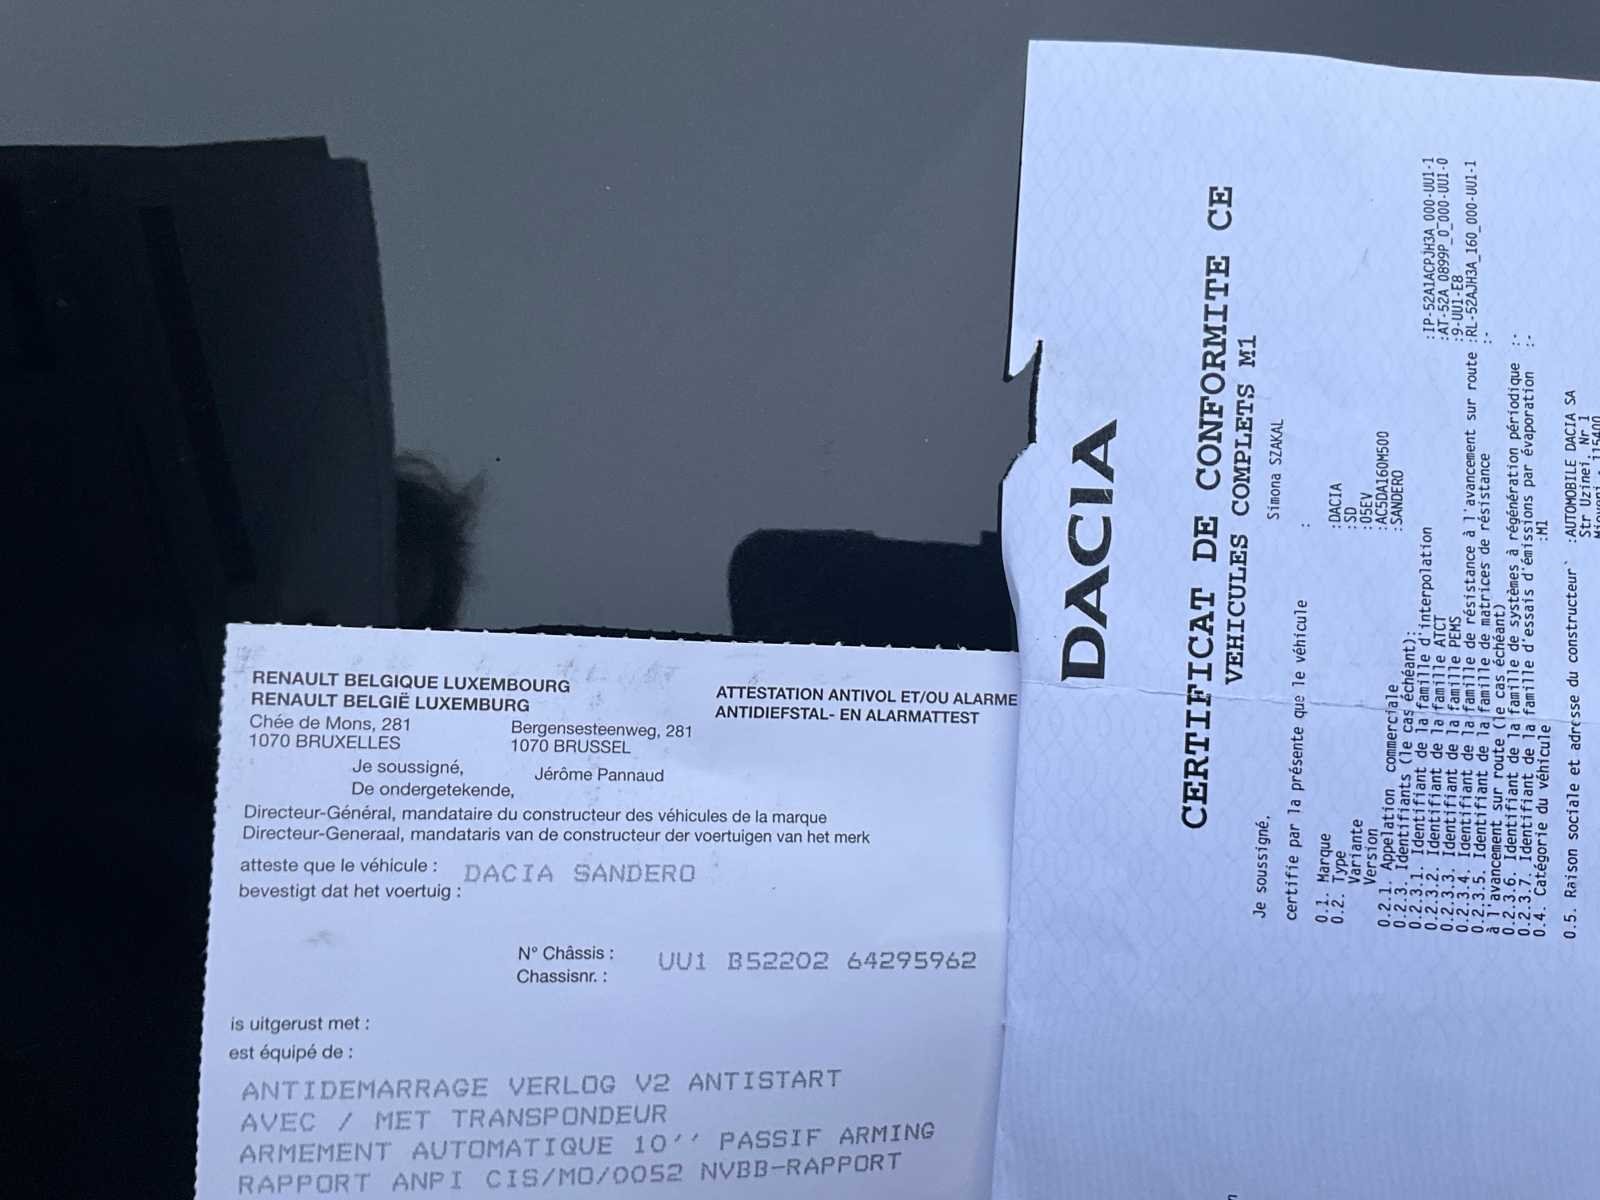 RENAULT BELGIQUE LUXEMBOURG
RENAULT BELGIË LUXEMBURG
Chée de Mons, 281
1070 BRUXELLES
Bergensesteenweg, 281
1070 BRUSSEL
ATTESTATION ANTIVOL ET/OU ALARME
ANTIDIEFSTAL- EN ALARMATTEST
Je soussigné,
De ondergetekende,
Jérôme Pannaud
Directeur-Général, mandataire du constructeur des véhicules de la marque
Directeur-Generaal, mandataris van de constructeur der voertuigen van het merk
atteste que le véhicule :
bevestigt dat het voertuig :
DACIA SANDERO
N° Châssis :
Chassisnr. :
UU1 B52202 64295962
is uitgerust met :
est équipé de :
ANTIDEMARRAGE VERLOG V2 ANTISTART
AVEC / MET TRANSPONDEUR
ARMEMENT AUTOMATIQUE 10'' PASSIF ARMING
RAPPORT ANPI CIS/MO/0052 NVBB-RAPPORT
DACIA
CERTIFICAT DE CONFORMITE CE
VEHICULES COMPLETS M1
Je soussigné, Simona SZAKAL
certifie par la présente que le véhicule :
0.1. Marque :DACIA
0.2. Type :SD
Variante :05EV
Version :AC5DA160M500
0.2.1. Appelation commerciale :SANDERO
0.2.3. Identifiants (le cas échéant):
0.2.3.1. Identifiant de la famille d'interpolation :IP-52A1ACPJH3A_000-UU1-1
0.2.3.2. Identifiant de la famille ATCT :AT-52A_0899P_0_000-UU1-0
0.2.3.3. Identifiant de la famille PEMS :9-UU1-E8
0.2.3.4. Identifiant de la famille de résistance à l'avancement sur route :RL-52AJH3A_160_000-UU1-1
0.2.3.5. Identifiant de la famille de matrices de résistance :-
à l'avancement sur route (le cas échéant)
0.2.3.6. Identifiant de la famille de systèmes à régénération périodique :-
0.2.3.7. Identifiant de la famille d'essais d'émissions par évaporation :-
0.4. Catégorie du véhicule :M1
0.5. Raison sociale et adresse du constructeur :AUTOMOBILE DACIA SA
Str Uzinei, Nr 1